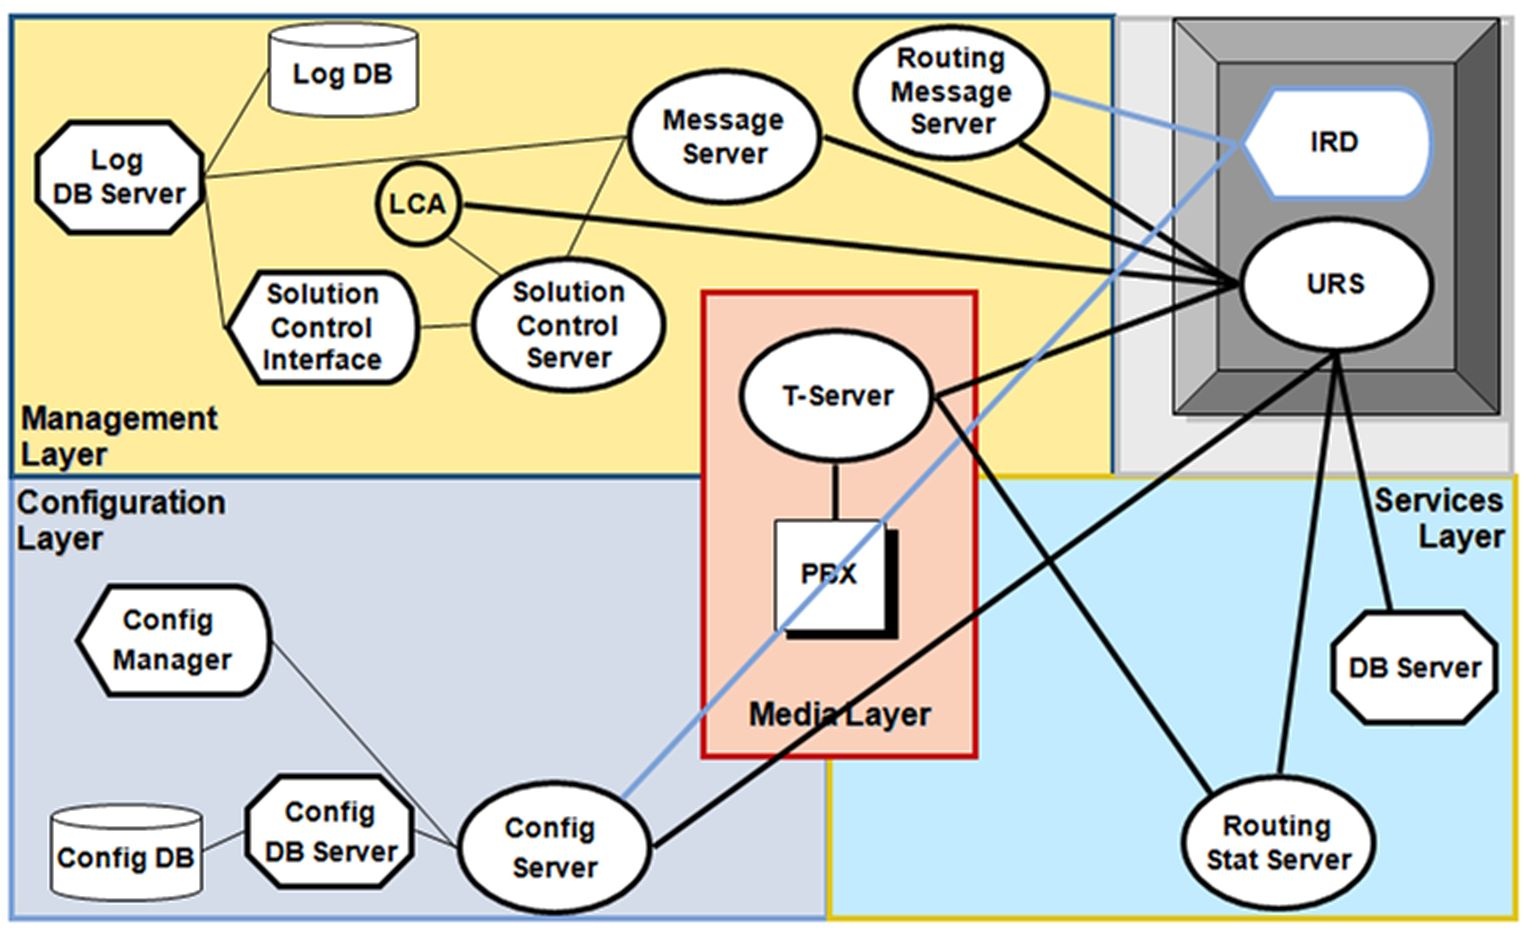 Log DB
Log
DB Server
LCA
Message
Server
Routing
Message
Server
IRD
URS
Solution
Control
Interface
Solution
Control
Server
T-Server
Management
Layer
Configuration
Layer
PBX
Media Layer
Services
Layer
Config
Manager
DB Server
Config DB
Config
DB Server
Config
Server
Routing
Stat Server